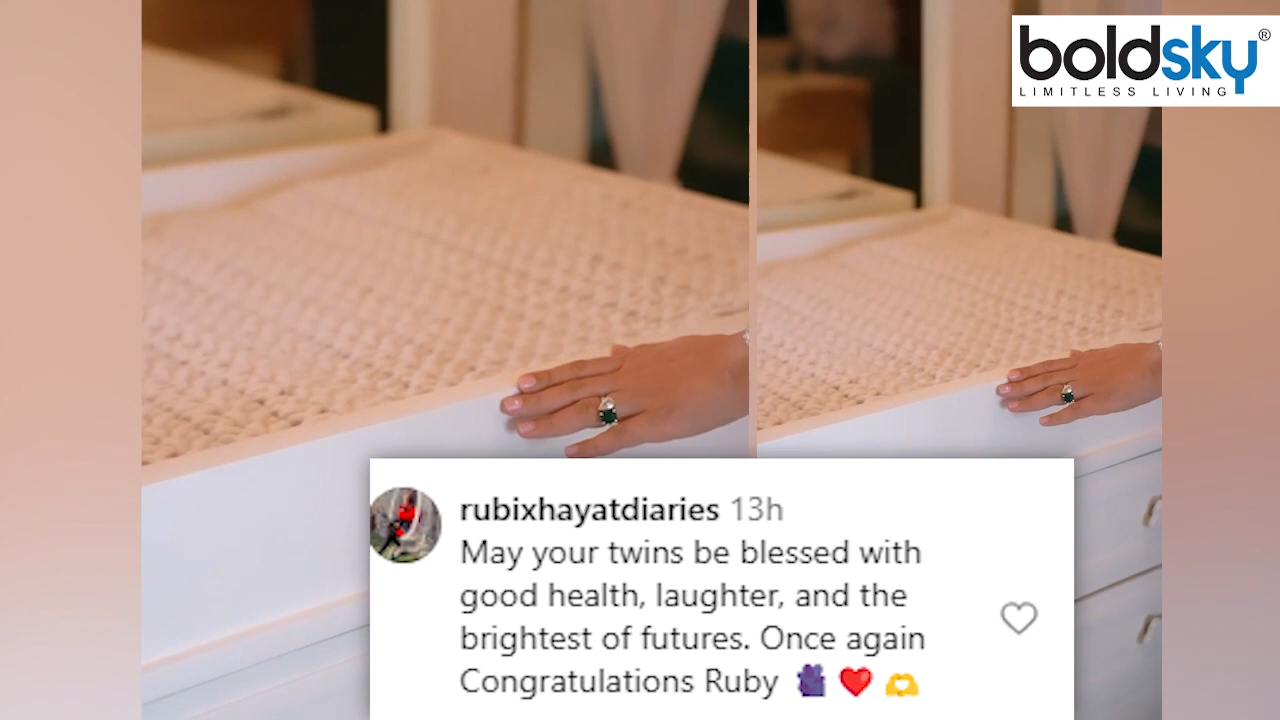 boldsky®
LIMITLESS LIVING
rubixhayatdiaries 13h
May your twins be blessed with
good health, laughter, and the
brightest of futures. Once again
Congratulations Ruby 🪬❤️🫶